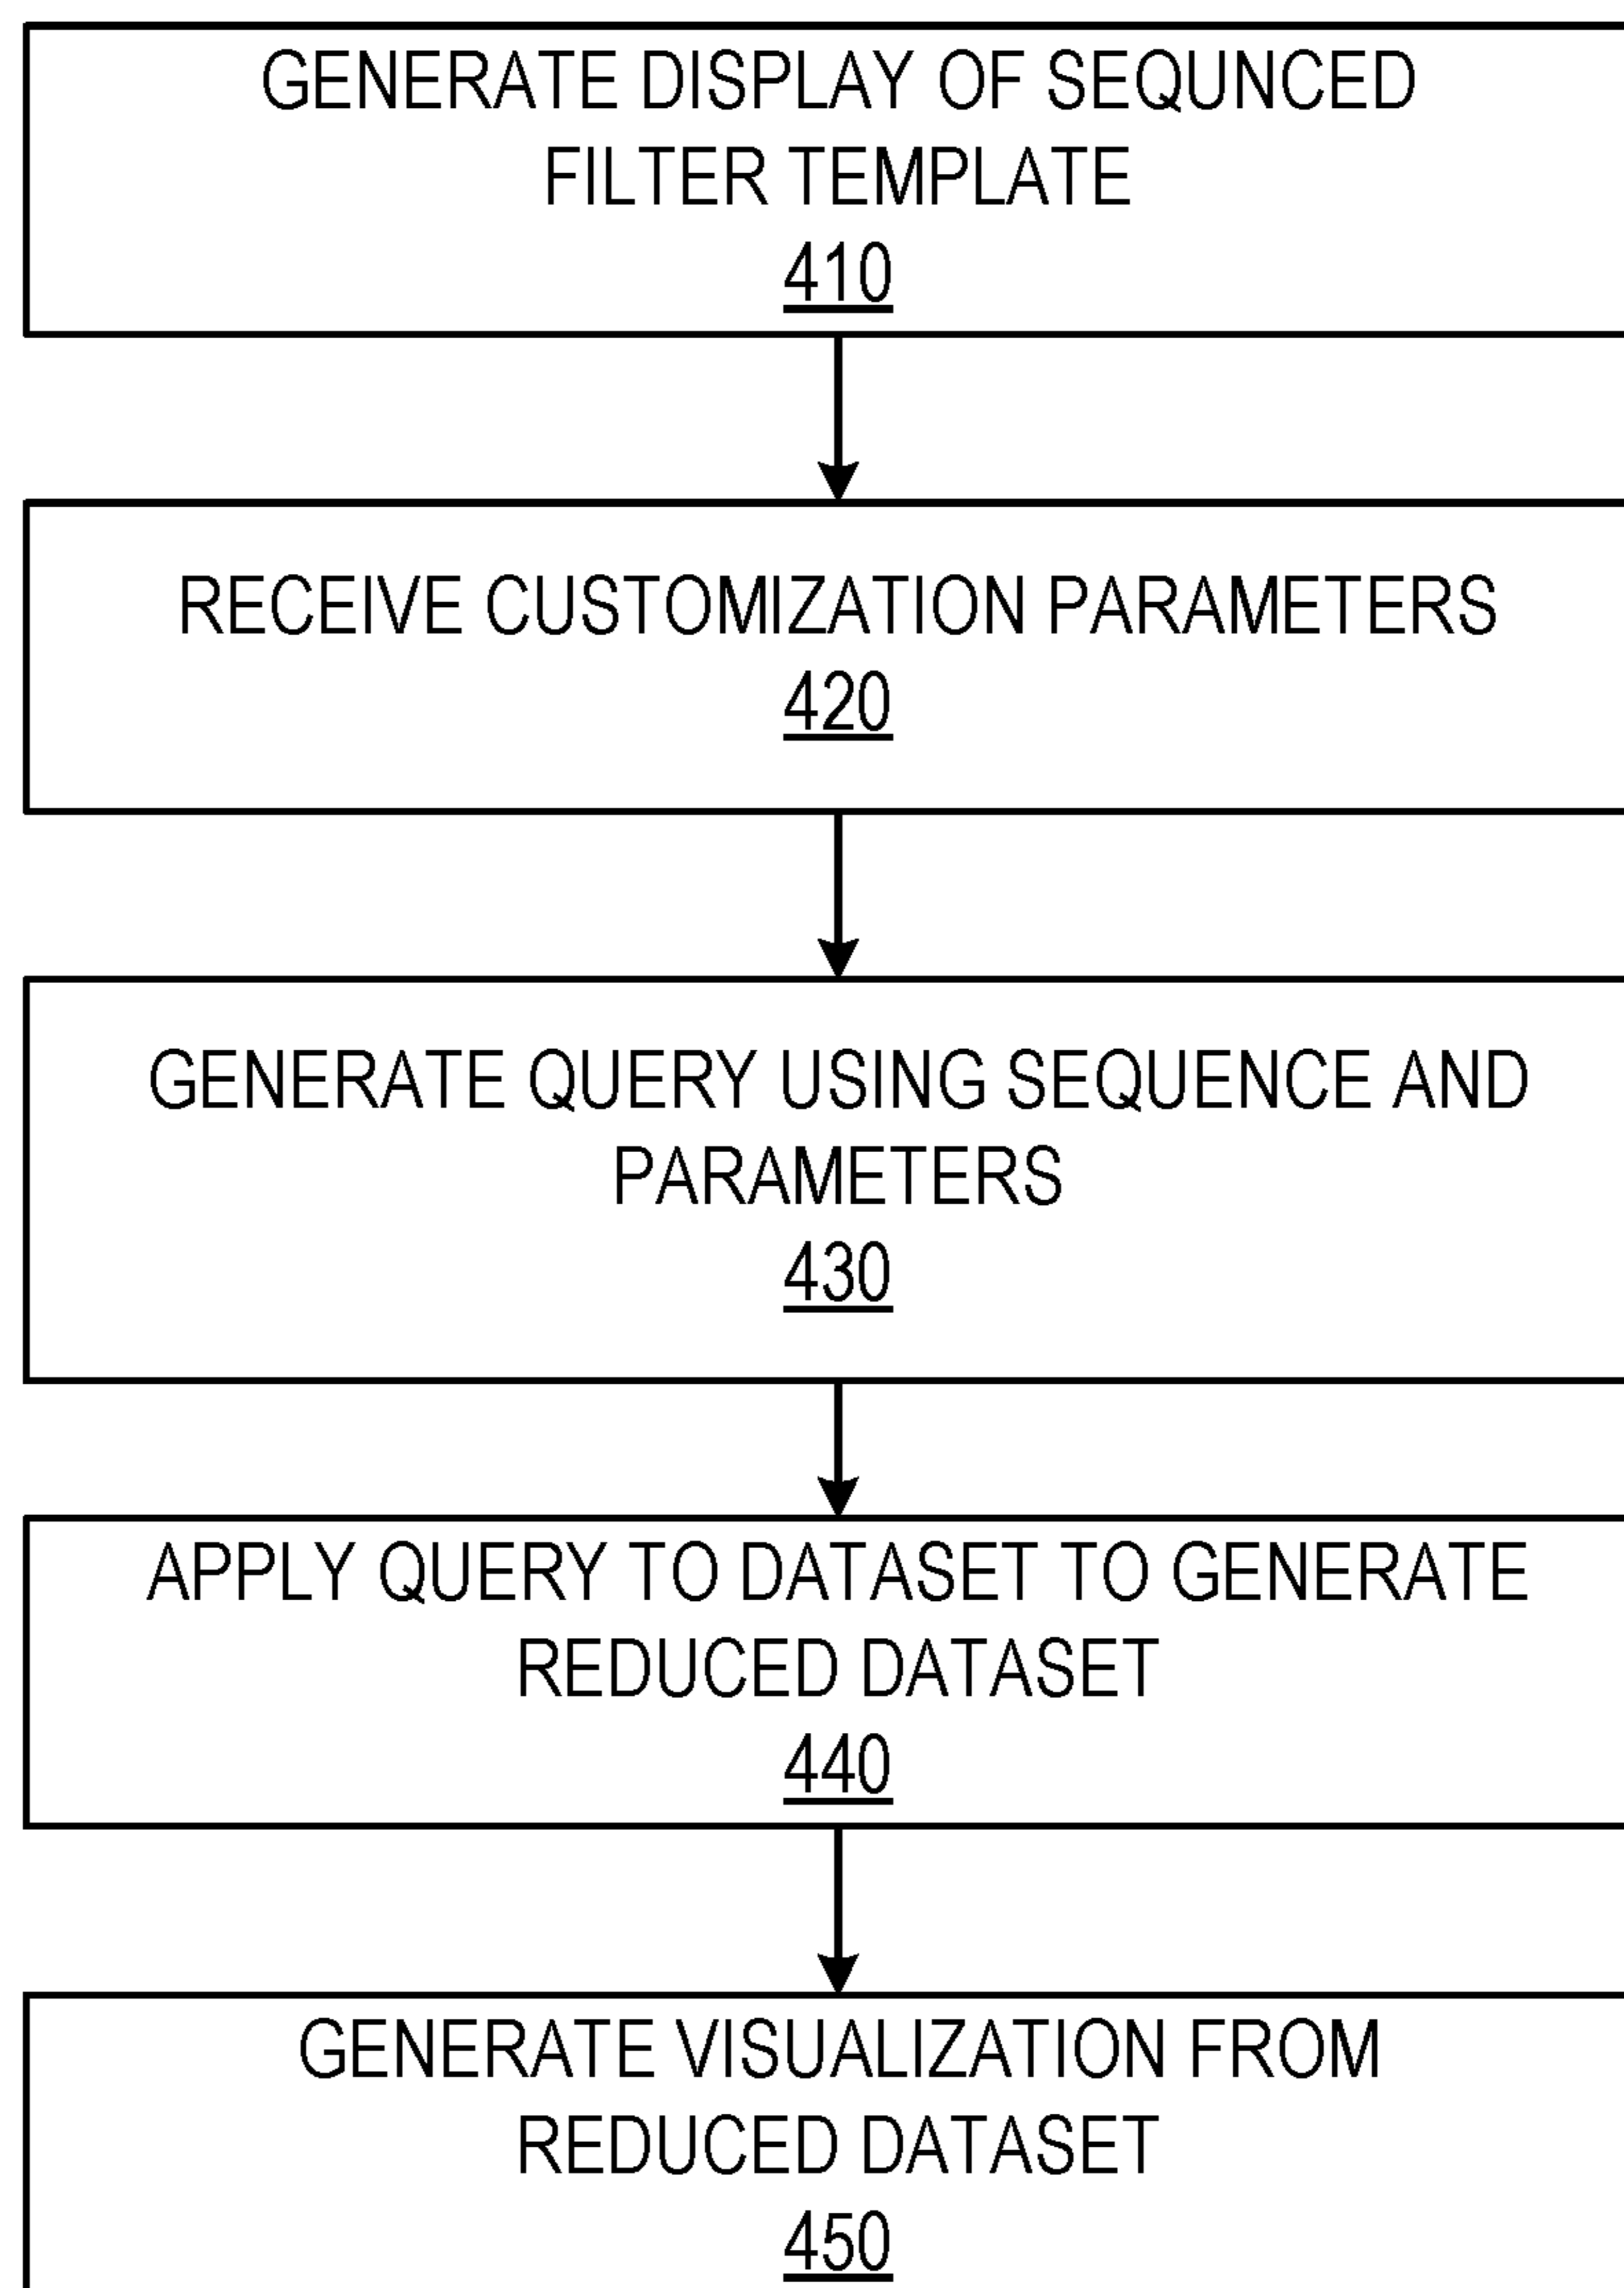 GENERATE DISPLAY OF SEQUNCED
FILTER TEMPLATE
410
RECEIVE CUSTOMIZATION PARAMETERS
420
GENERATE QUERY USING SEQUENCE AND
PARAMETERS
430
APPLY QUERY TO DATASET TO GENERATE
REDUCED DATASET
440
GENERATE VISUALIZATION FROM
REDUCED DATASET
450